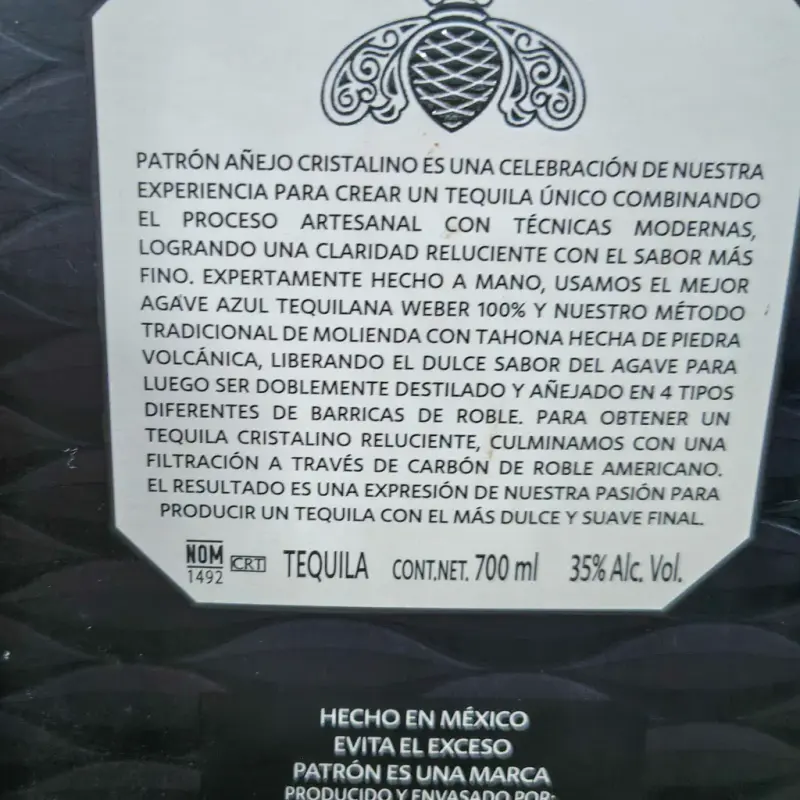 PATRÓN AÑEJO CRISTALINO ES UNA CELEBRACIÓN DE NUESTRA
EXPERIENCIA PARA CREAR UN TEQUILA ÚNICO COMBINANDO
EL PROCESO ARTESANAL CON TÉCNICAS MODERNAS,
LOGRANDO UNA CLARIDAD RELUCIENTE CON EL SABOR MÁS
FINO. EXPERTAMENTE HECHO A MANO, USAMOS EL MEJOR
AGAVE AZUL TEQUILANA WEBER 100% Y NUESTRO MÉTODO
TRADICIONAL DE MOLIENDA CON TAHONA HECHA DE PIEDRA
VOLCÁNICA, LIBERANDO EL DULCE SABOR DEL AGAVE PARA
LUEGO SER DOBLEMENTE DESTILADO Y AÑEJADO EN 4 TIPOS
DIFERENTES DE BARRICAS DE ROBLE. PARA OBTENER UN
TEQUILA CRISTALINO RELUCIENTE, CULMINAMOS CON UNA
FILTRACIÓN A TRAVÉS DE CARBÓN DE ROBLE AMERICANO.
EL RESULTADO ES UNA EXPRESIÓN DE NUESTRA PASIÓN PARA
PRODUCIR UN TEQUILA CON EL MÁS DULCE Y SUAVE FINAL.
NOM 1492 CRT TEQUILA CONT.NET. 700 ml 35% Alc. Vol.
HECHO EN MÉXICO
EVITA EL EXCESO
PATRÓN ES UNA MARCA
PRODUCIDO Y ENVASADO POR: